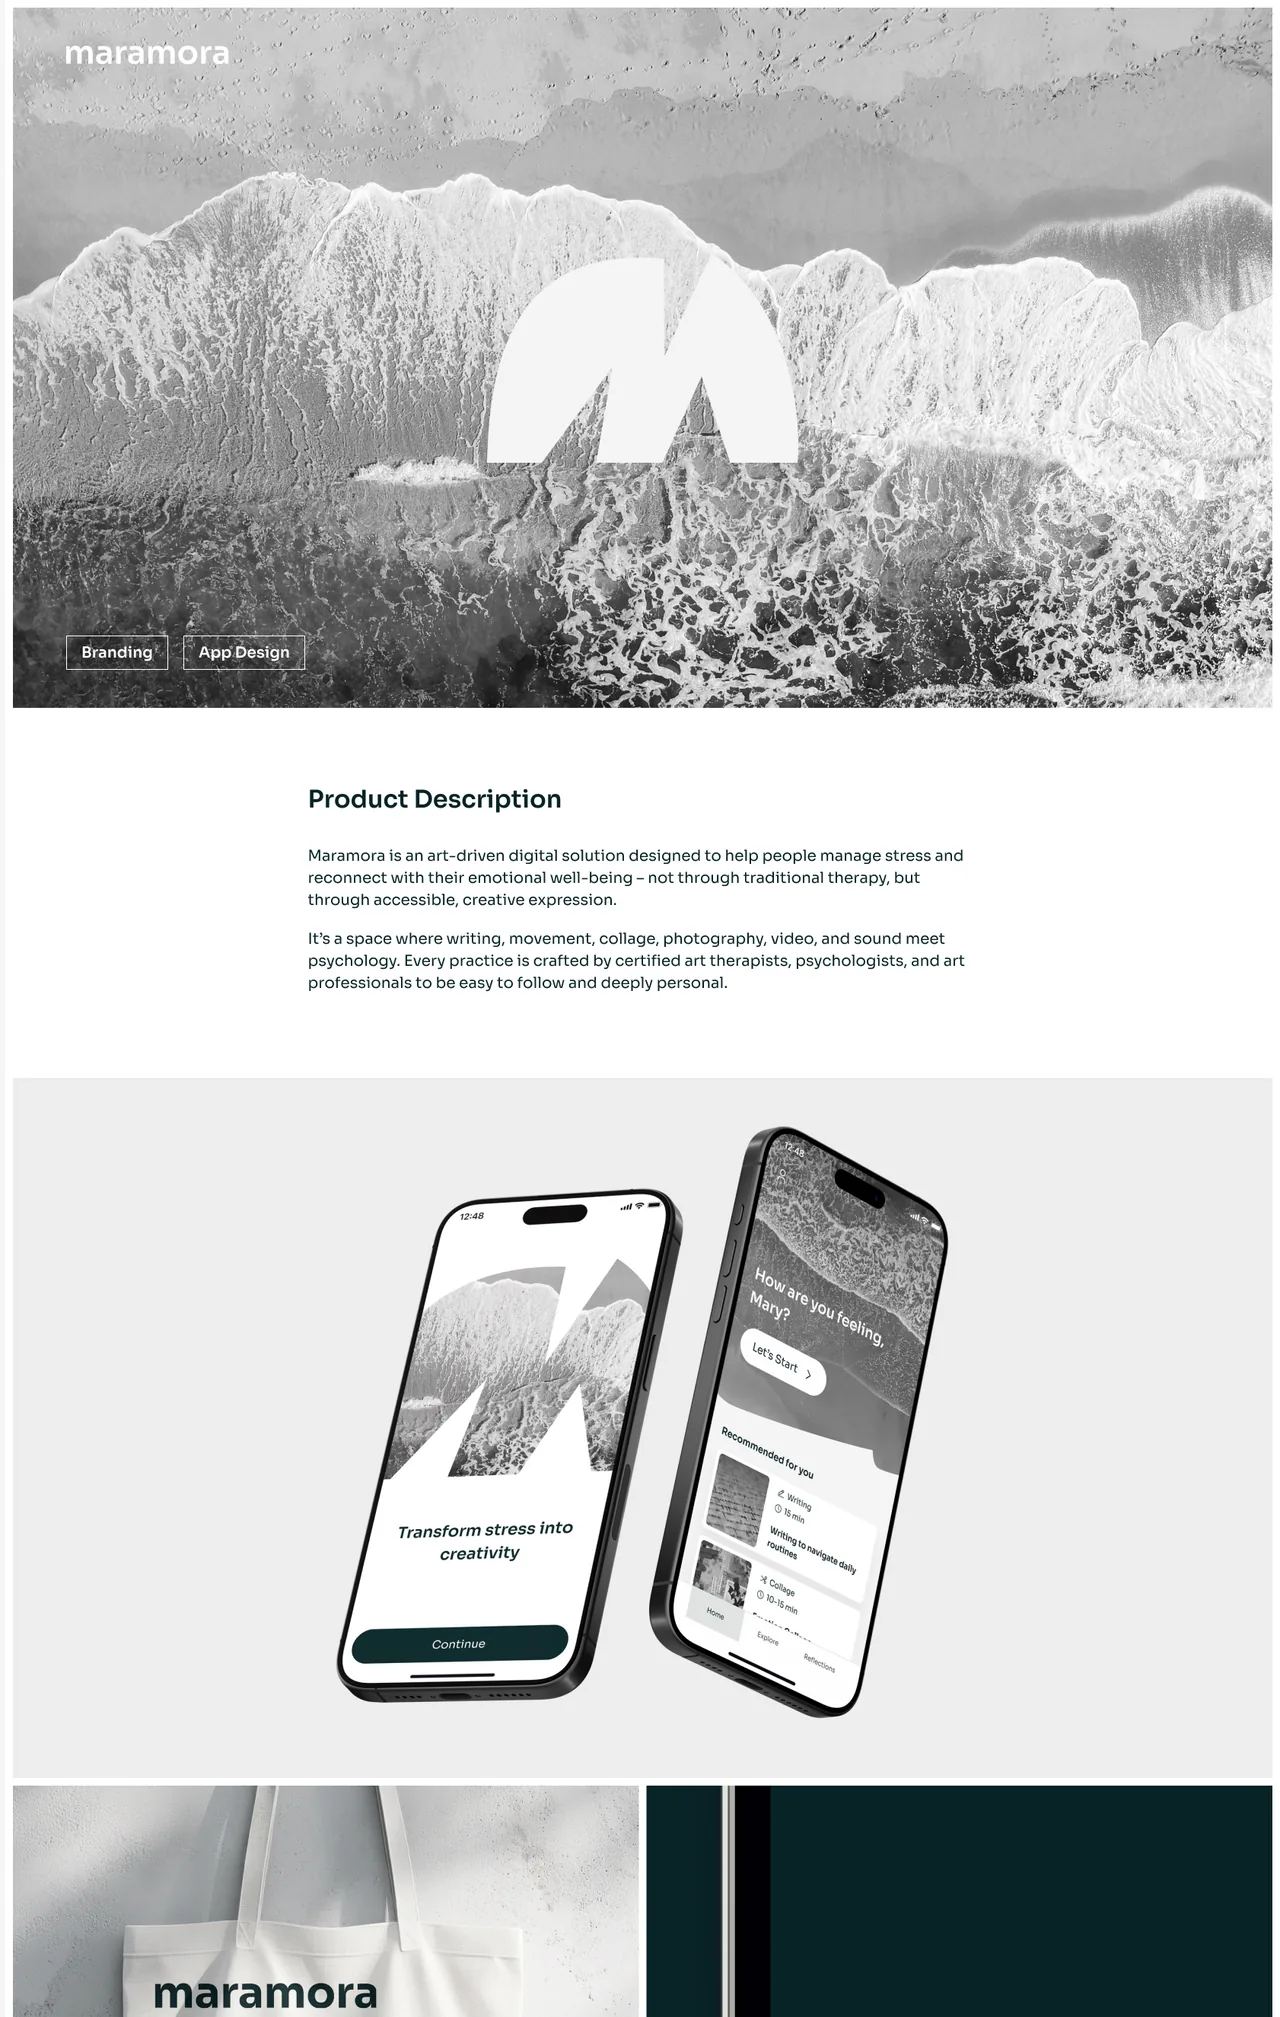 maramora
Branding
App Design
Product Description
Maramora is an art-driven digital solution designed to help people manage stress and
reconnect with their emotional well-being – not through traditional therapy, but
through accessible, creative expression.
It’s a space where writing, movement, collage, photography, video, and sound meet
psychology. Every practice is crafted by certified art therapists, psychologists, and art
professionals to be easy to follow and deeply personal.
12:48
Transform stress into
creativity
Continue
12:48
How are you feeling,
Mary?
Let's Start
Recommended for you
Writing
15 min
Writing to navigate daily
routines
Collage
10-15 min
Home
Explore
Reflections
maramora